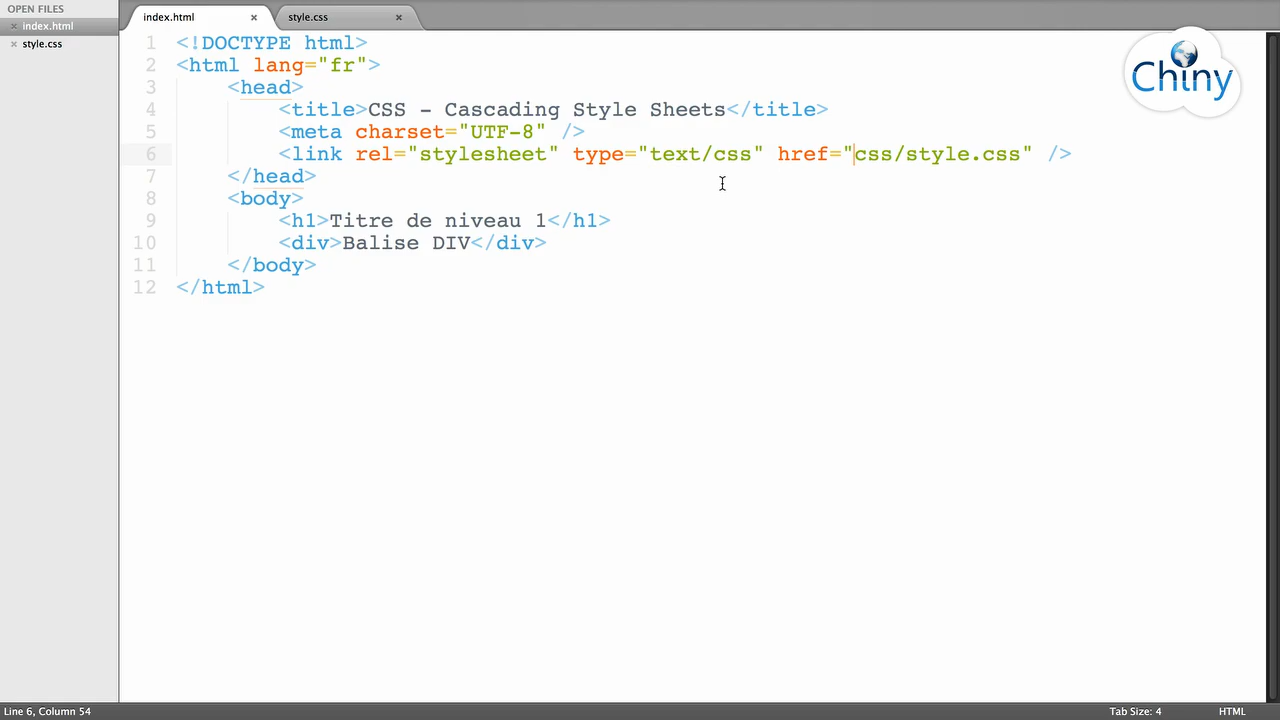 OPEN FILES
× index.html
× style.css
index.html ×
style.css ×
1 <!DOCTYPE html>
2 <html lang="fr">
3 <head>
4 <title>CSS - Cascading Style Sheets</title>
5 <meta charset="UTF-8" />
6 <link rel="stylesheet" type="text/css" href="css/style.css" />
7 </head>
8 <body>
9 <h1>Titre de niveau 1</h1>
10 <div>Balise DIV</div>
11 </body>
12 </html>
Chiny
Line 6, Column 54
Tab Size: 4
HTML